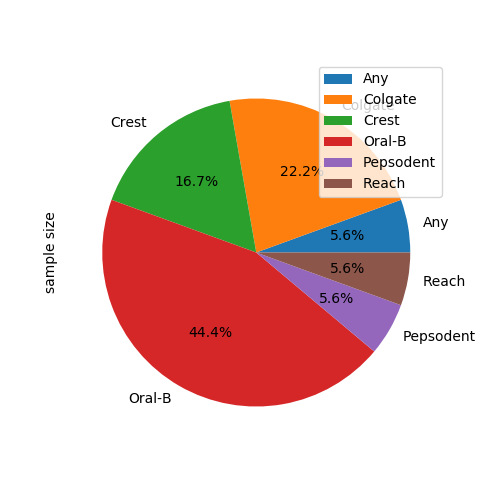 Any
Colgate
Crest
Oral-B
Pepsodent
Reach
Colgate
Crest
16.7%
22.2%
Any
5.6%
sample size
5.6%
Reach
5.6%
44.4%
Pepsodent
Oral-B